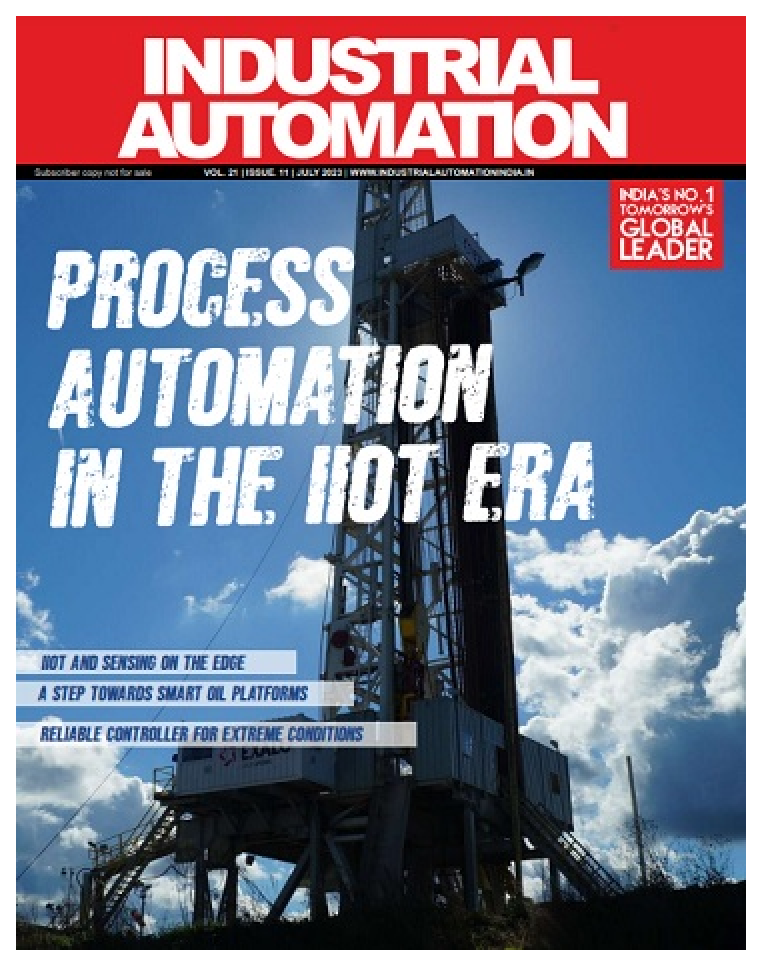 INDUSTRIAL
AUTOMATION
Subscriber copy not for sale
VOL. 21 | ISSUE. 11 | JULY 2023 | WWW.INDUSTRIALAUTOMATIONINDIA.IN
INDIA'S NO.1
TOMORROW'S
GLOBAL
LEADER
PROCESS
AUTOMATION
IN THE IIOT ERA
IIOT AND SENSING ON THE EDGE
A STEP TOWARDS SMART OIL PLATFORMS
RELIABLE CONTROLLER FOR EXTREME CONDITIONS
EXALO